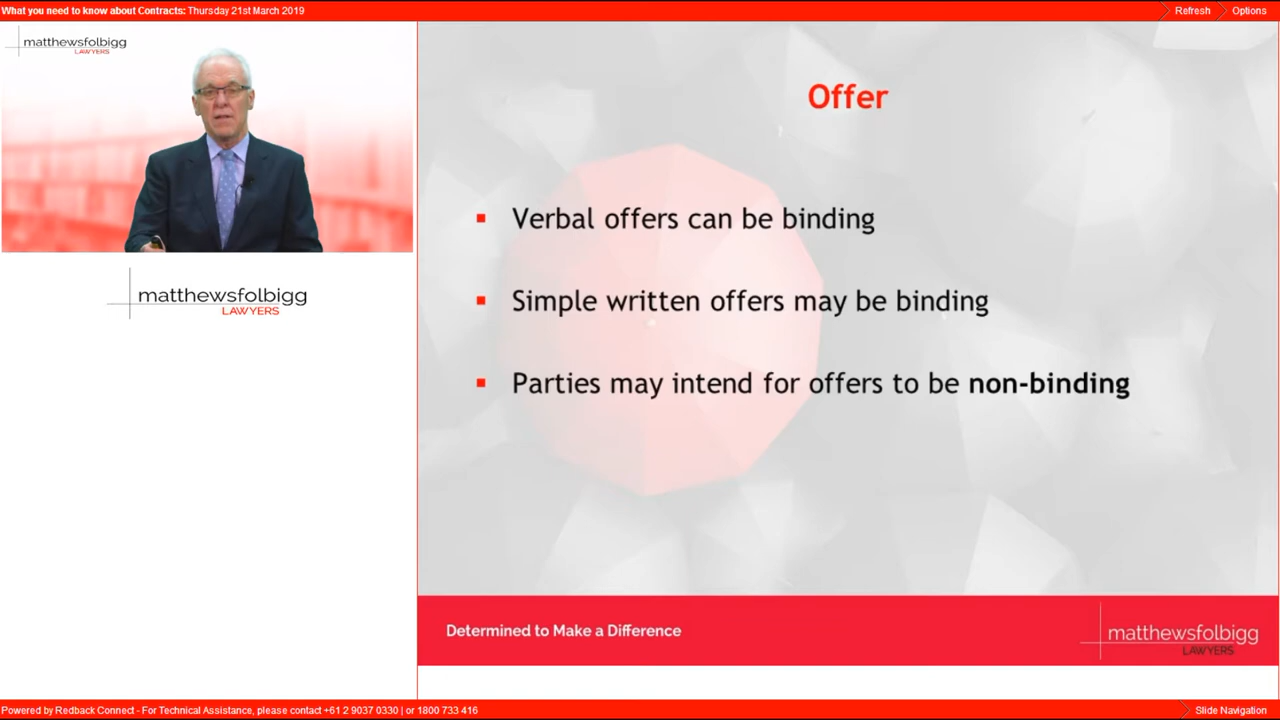 What you need to know about Contracts: Thursday 21st March 2019
Refresh
Options
matthewsfolbigg
LAWYERS
matthewsfolbigg
LAWYERS
Offer
Verbal offers can be binding
Simple written offers may be binding
Parties may intend for offers to be non-binding
Determined to Make a Difference
matthewsfolbigg
LAWYERS
Powered by Redback Connect - For Technical Assistance, please contact +61 2 9037 0330 | or 1800 733 416
Slide Navigation